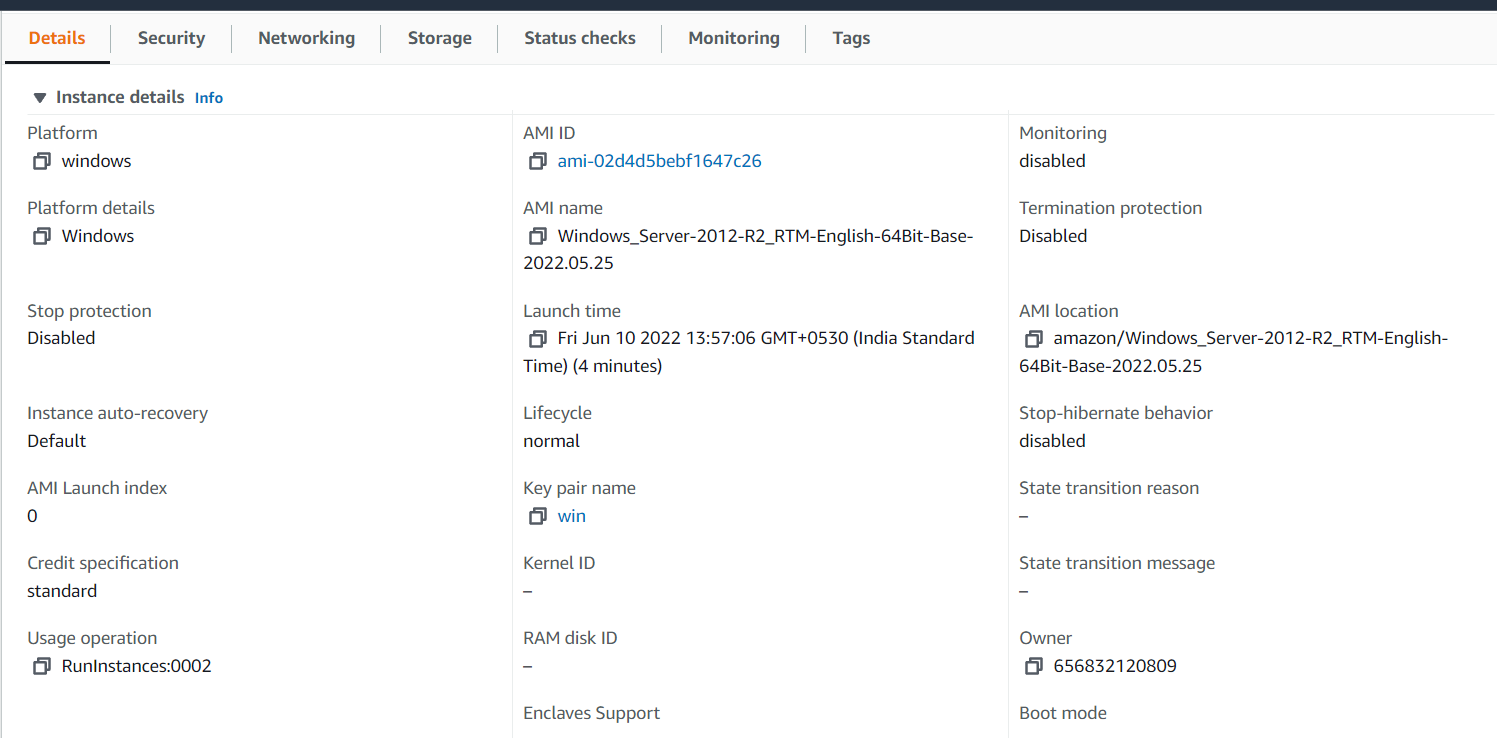 Details
Security
Networking
Storage
Status checks
Monitoring
Tags
Instance details Info
Platform
windows
AMI ID
ami-02d4d5bebf1647c26
Monitoring
disabled
Platform details
Windows
AMI name
Windows_Server-2012-R2_RTM-English-64Bit-Base-
2022.05.25
Termination protection
Disabled
Stop protection
Disabled
Launch time
Fri Jun 10 2022 13:57:06 GMT+0530 (India Standard
Time) (4 minutes)
AMI location
amazon/Windows_Server-2012-R2_RTM-English-
64Bit-Base-2022.05.25
Instance auto-recovery
Default
Lifecycle
normal
Stop-hibernate behavior
disabled
AMI Launch index
0
Key pair name
win
State transition reason
–
Credit specification
standard
Kernel ID
–
State transition message
–
Usage operation
RunInstances:0002
RAM disk ID
–
Owner
656832120809
Enclaves Support
Boot mode